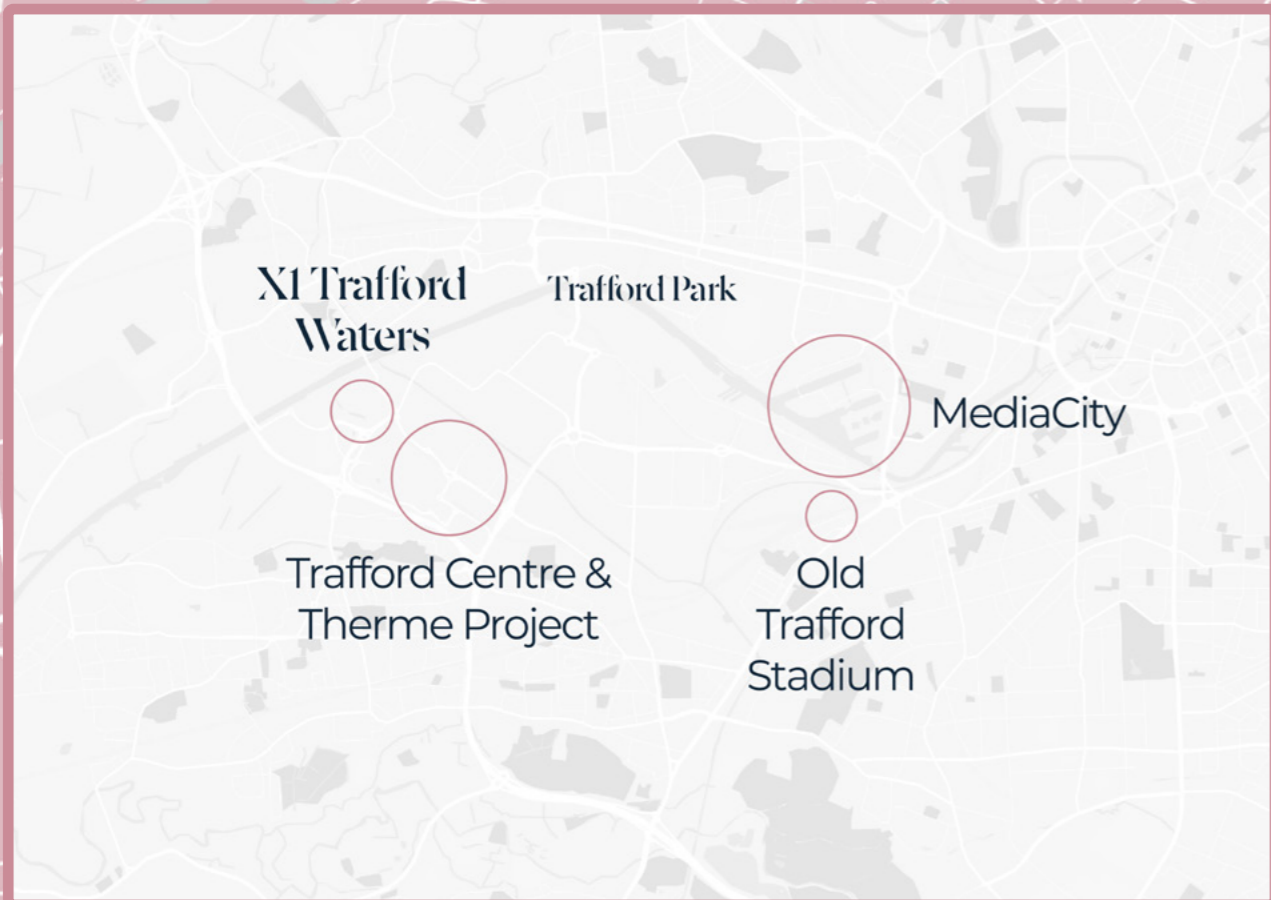 X1 Trafford
Waters
Trafford Park
MediaCity
Trafford Centre &
Therme Project
Old
Trafford
Stadium